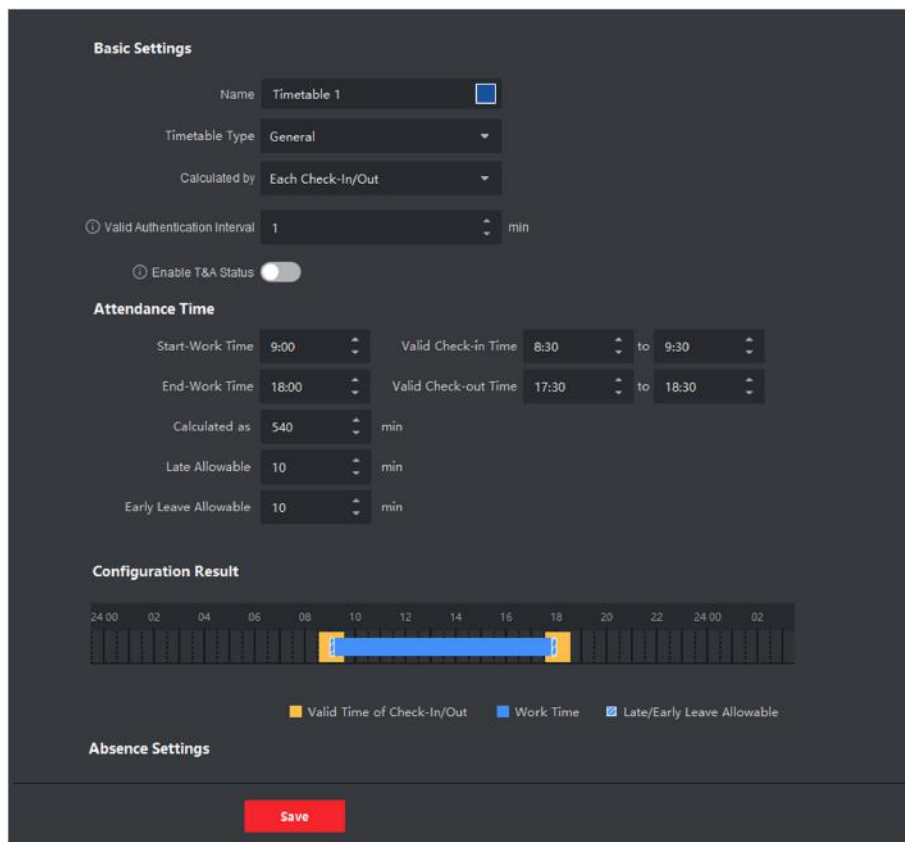 Basic Settings
Name Timetable 1
Timetable Type General
Calculated by Each Check-In/Out
Valid Authentication Interval 1 min
Enable T&A Status
Attendance Time
Start-Work Time 9:00 Valid Check-in Time 8:30 to 9:30
End-Work Time 18:00 Valid Check-out Time 17:30 to 18:30
Calculated as 540 min
Late Allowable 10 min
Early Leave Allowable 10 min
Configuration Result
24 00 02 04 06 08 10 12 14 16 18 20 22 24 00 02
Valid Time of Check-In/Out Work Time Late/Early Leave Allowable
Absence Settings
Save